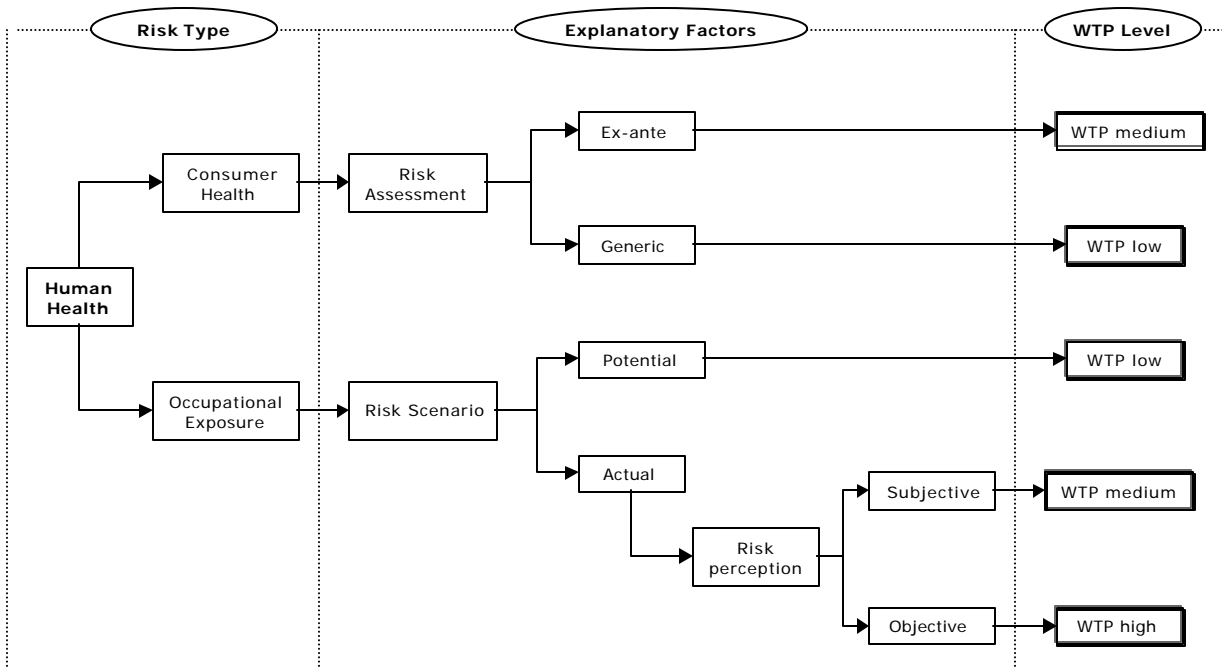 Risk Type
Explanatory Factors
WTP Level
Ex-ante
WTP medium
Consumer
Health
Risk
Assessment
Generic
WTP low
Human
Health
Potential
WTP low
Occupational
Exposure
Risk Scenario
Actual
Subjective
WTP medium
Risk
perception
Objective
WTP high